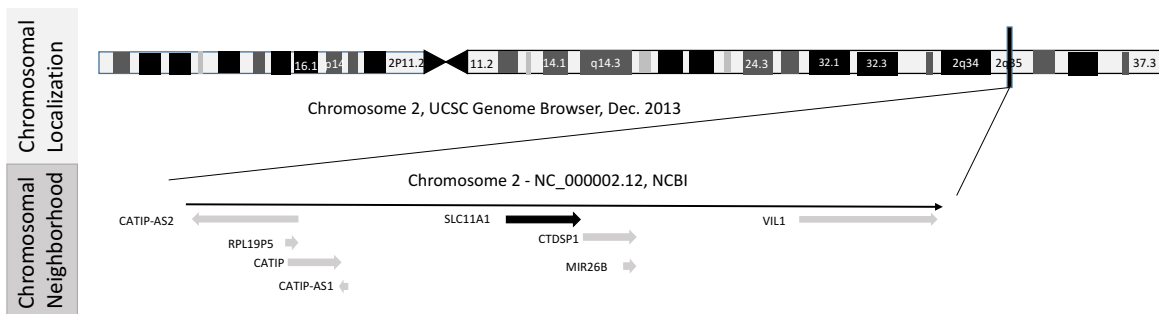 Chromosomal
Localization
16.1 p14 2P11.2 11.2 14.1 q14.3 24.3 32.1 32.3 2q34 2q35 37.3
Chromosome 2, UCSC Genome Browser, Dec. 2013
Chromosomal
Neighborhood
Chromosome 2 - NC_000002.12, NCBI
CATIP-AS2 SLC11A1 VIL1
RPL19P5 CTDSP1
CATIP MIR26B
CATIP-AS1